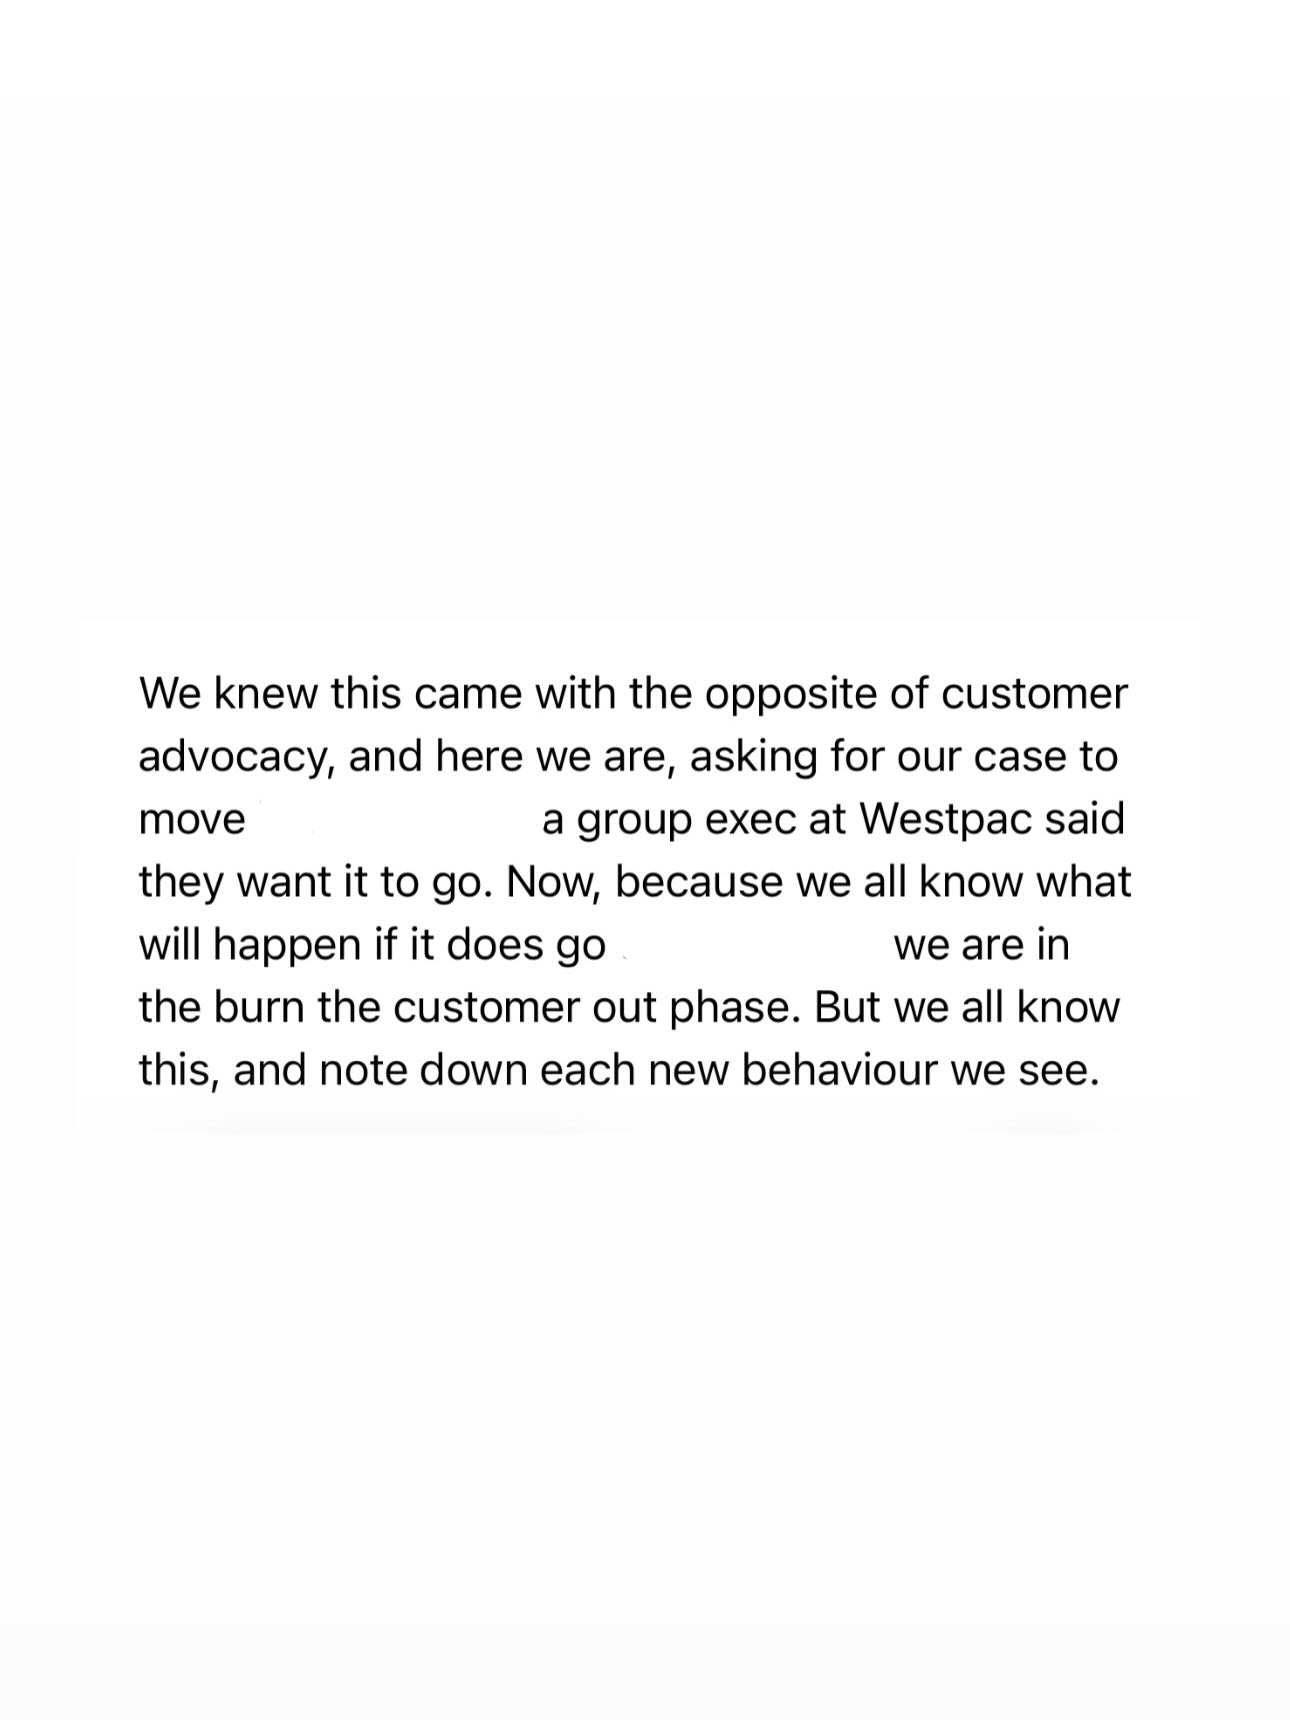 We knew this came with the opposite of customer
advocacy, and here we are, asking for our case to
move a group exec at Westpac said
they want it to go. Now, because we all know what
will happen if it does go we are in
the burn the customer out phase. But we all know
this, and note down each new behaviour we see.